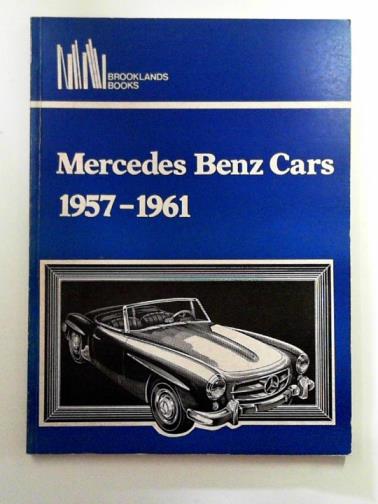 BROOKLANDS
BOOKS
Mercedes Benz Cars
1957-1961